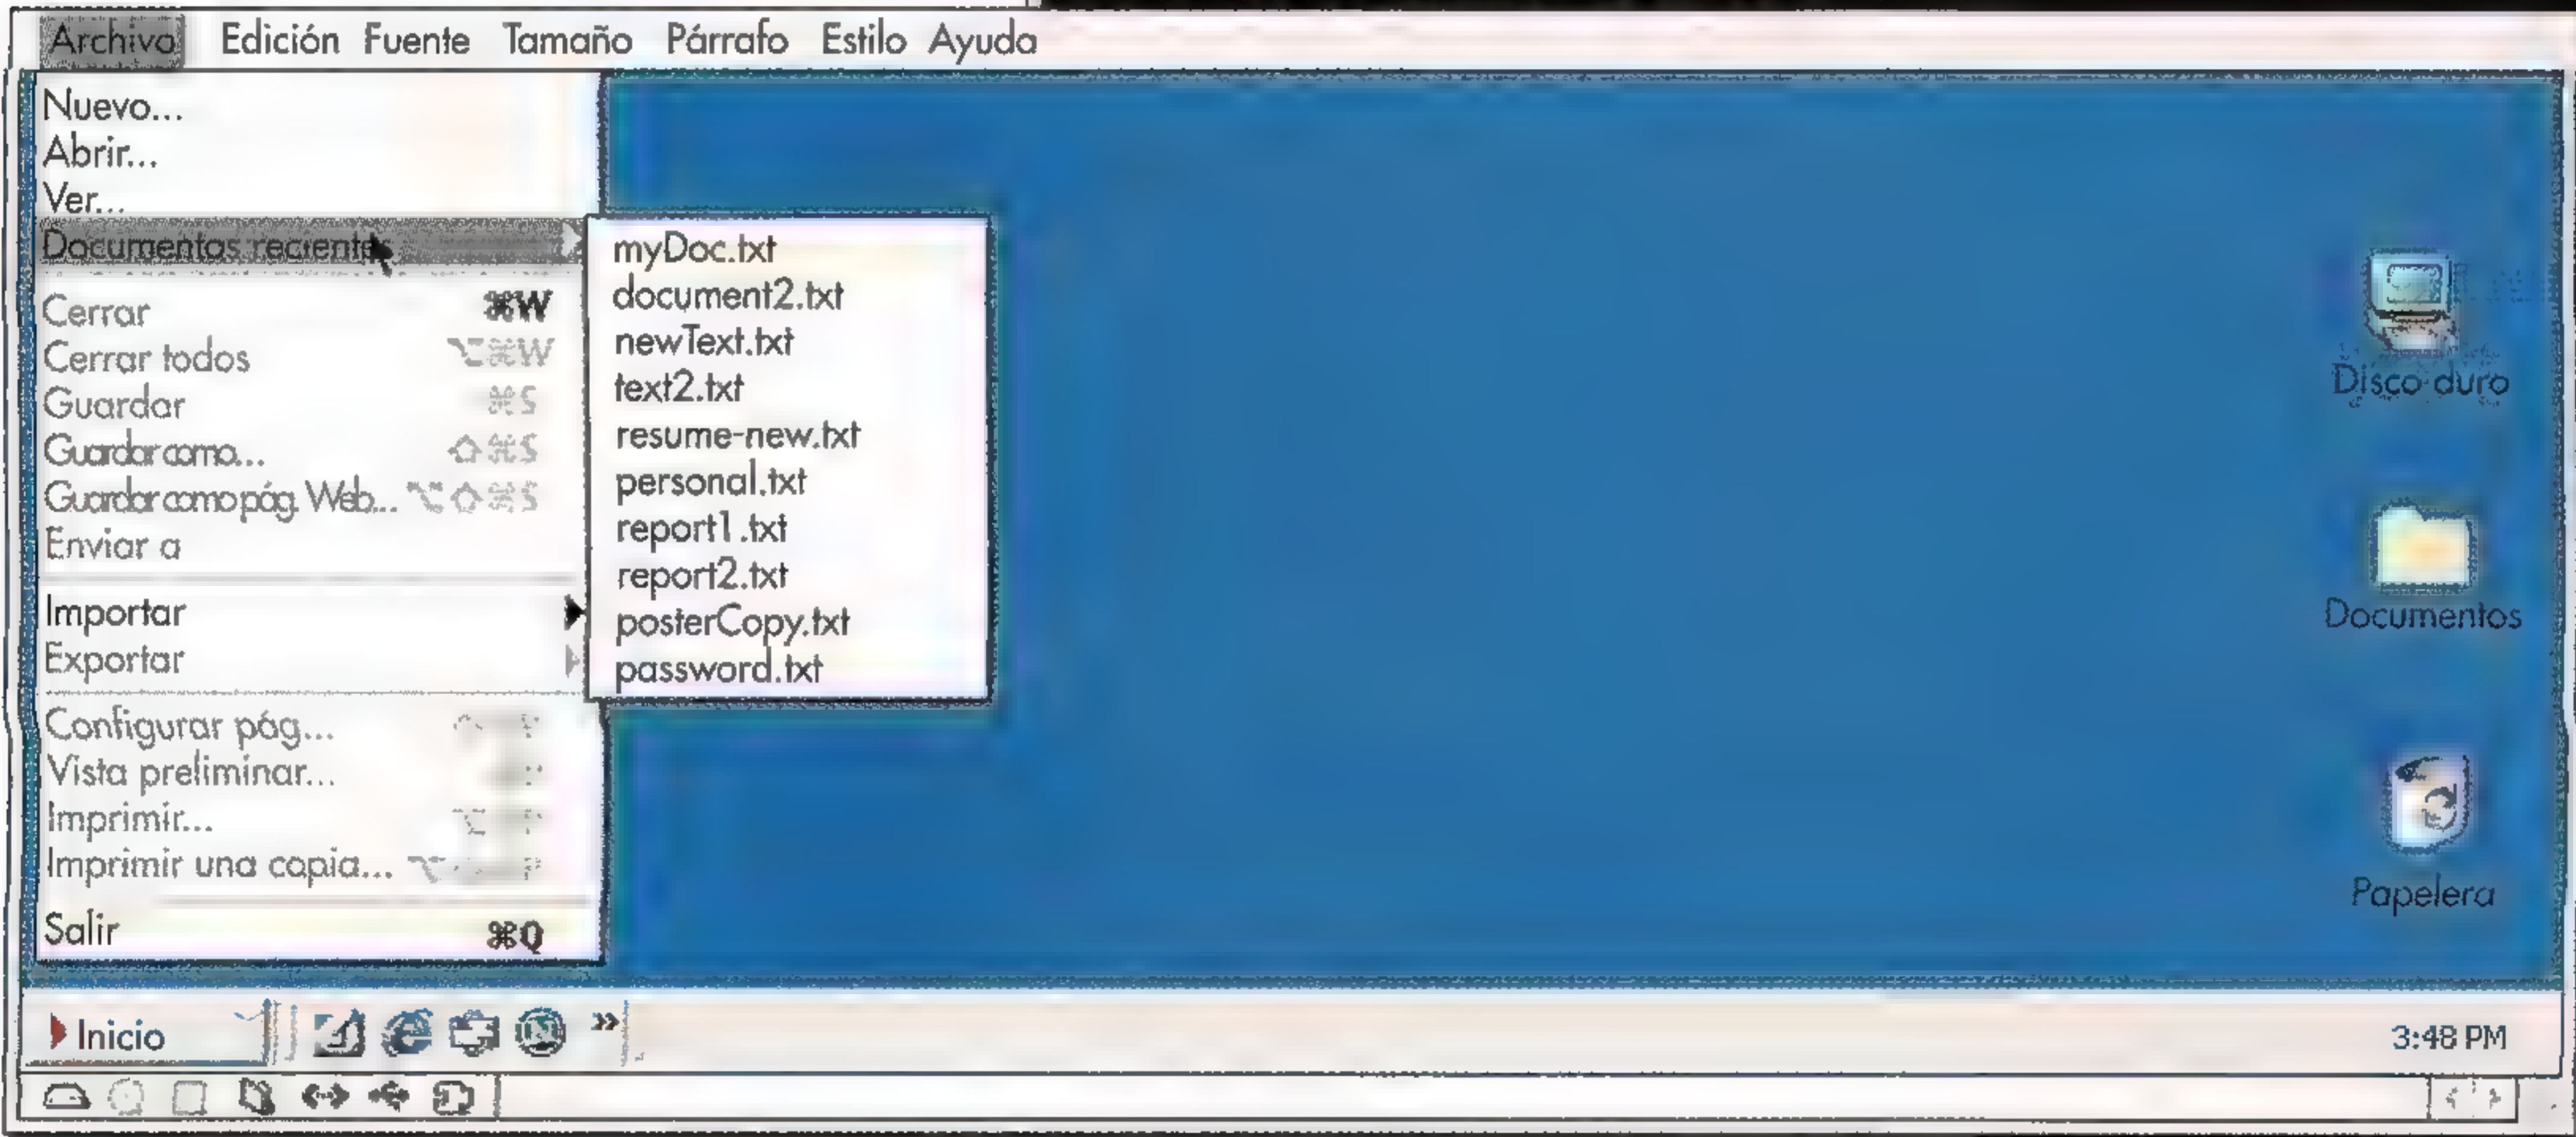 Archivo Edición Fuente Tamaño Párrafo Estilo Ayuda
Nuevo...
Abrir...
Ver...
Documentos recientes
Cerrar ⌘W
Cerrar todos ⌥⌘W
Guardar ⌘S
Guardar como... ⇧⌘S
Guardar como pág. Web... ⌥⇧⌘S
Enviar a
Importar
Exportar
Configurar pág...
Vista preliminar...
Imprimir...
Imprimir una copia...
Salir ⌘Q
myDoc.txt
document2.txt
newText.txt
text2.txt
resume-new.txt
personal.txt
report1.txt
report2.txt
posterCopy.txt
password.txt
Disco duro
Documentos
Papelera
Inicio »
3:48 PM